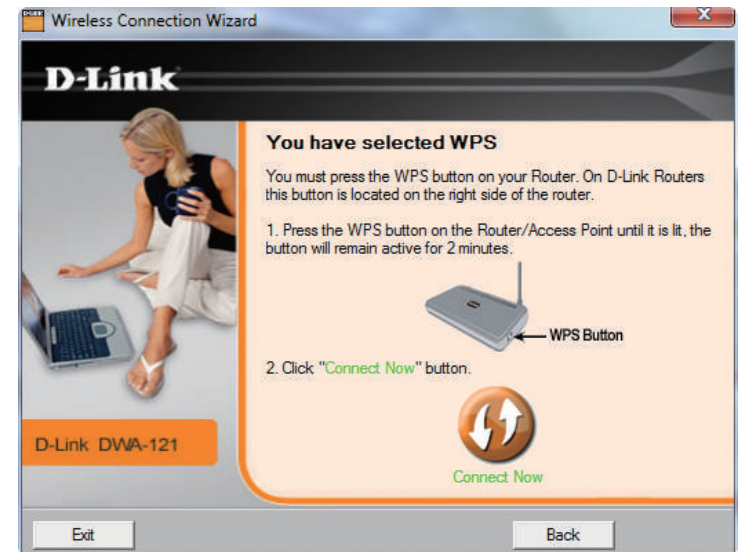 Wireless Connection Wizard
D-Link
You have selected WPS
You must press the WPS button on your Router. On D-Link Routers
this button is located on the right side of the router.
1. Press the WPS button on the Router/Access Point until it is lit, the
button will remain active for 2 minutes.
WPS Button
2. Click "Connect Now" button.
D-Link DWA-121
Connect Now
Exit
Back